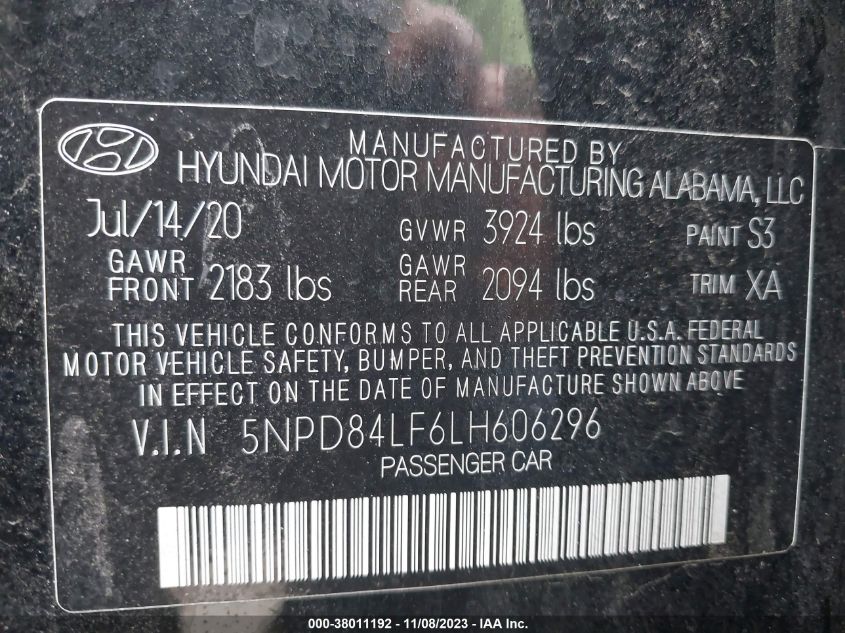 MANUFACTURED BY
HYUNDAI MOTOR MANUFACTURING ALABAMA, LLC
Jul/14/20 GVWR 3924 lbs PAINT S3
GAWR FRONT 2183 lbs GAWR REAR 2094 lbs TRIM XA
THIS VEHICLE CONFORMS TO ALL APPLICABLE U.S.A. FEDERAL
MOTOR VEHICLE SAFETY, BUMPER, AND THEFT PREVENTION STANDARDS
IN EFFECT ON THE DATE OF MANUFACTURE SHOWN ABOVE
V.I.N 5NPD84LF6LH606296
PASSENGER CAR
000-38011192 - 11/08/2023 - IAA Inc.